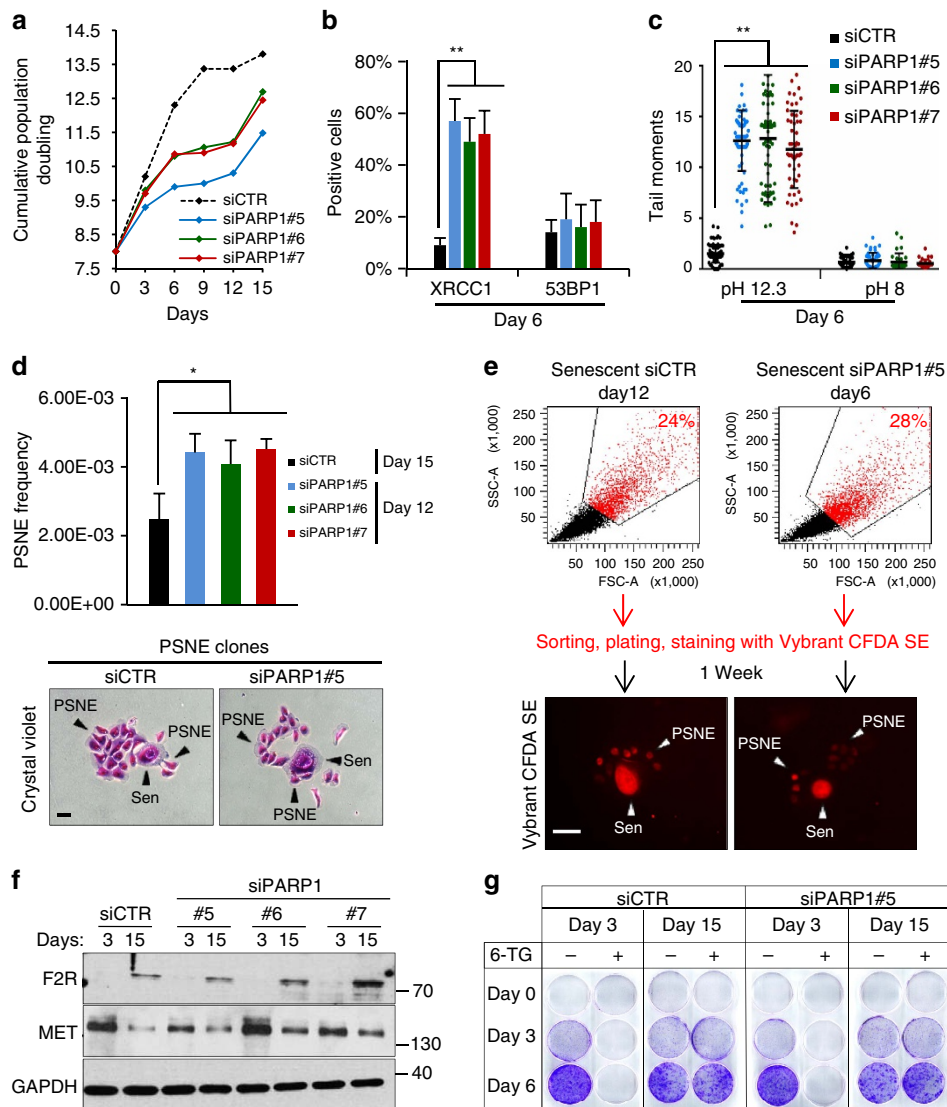 a
Cumulative population
doubling
13.5
12.5
11.5
10.5
9.5
8.5
7.5
0 3 6 9 12 15
Days
siCTR
siPARP1#5
siPARP1#6
siPARP1#7
b
Positive cells
80%
60%
40%
20%
0%
**
XRCC1 53BP1
Day 6
c
Tail moments
20
15
10
5
0
**
siCTR
siPARP1#5
siPARP1#6
siPARP1#7
pH 12.3 pH 8
Day 6
d
PSNE frequency
6.00E-03
4.00E-03
2.00E-03
0.00E+00
*
siCTR Day 15
siPARP1#5
siPARP1#6 Day 12
siPARP1#7
PSNE clones
siCTR siPARP1#5
Crystal violet
PSNE
PSNE
Sen
Sen
PSNE
e
Senescent siCTR
day12
Senescent siPARP1#5
day6
SSC-A (x1,000)
250
200
150
100
50
24%
50 100 150 200 250
FSC-A (x1,000)
SSC-A (x1,000)
250
200
150
100
50
28%
50 100 150 200 250
FSC-A (x1,000)
Sorting, plating, staining with Vybrant CFDA SE
1 Week
Vybrant CFDA SE
PSNE
Sen
PSNE
PSNE
Sen
f
siPARP1
siCTR #5 #6 #7
Days: 3 15 3 15 3 15 3 15
F2R
70
MET
130
40
GAPDH
g
siCTR siPARP1#5
Day 3 Day 15 Day 3 Day 15
6-TG − + − + − + − +
Day 0
Day 3
Day 6